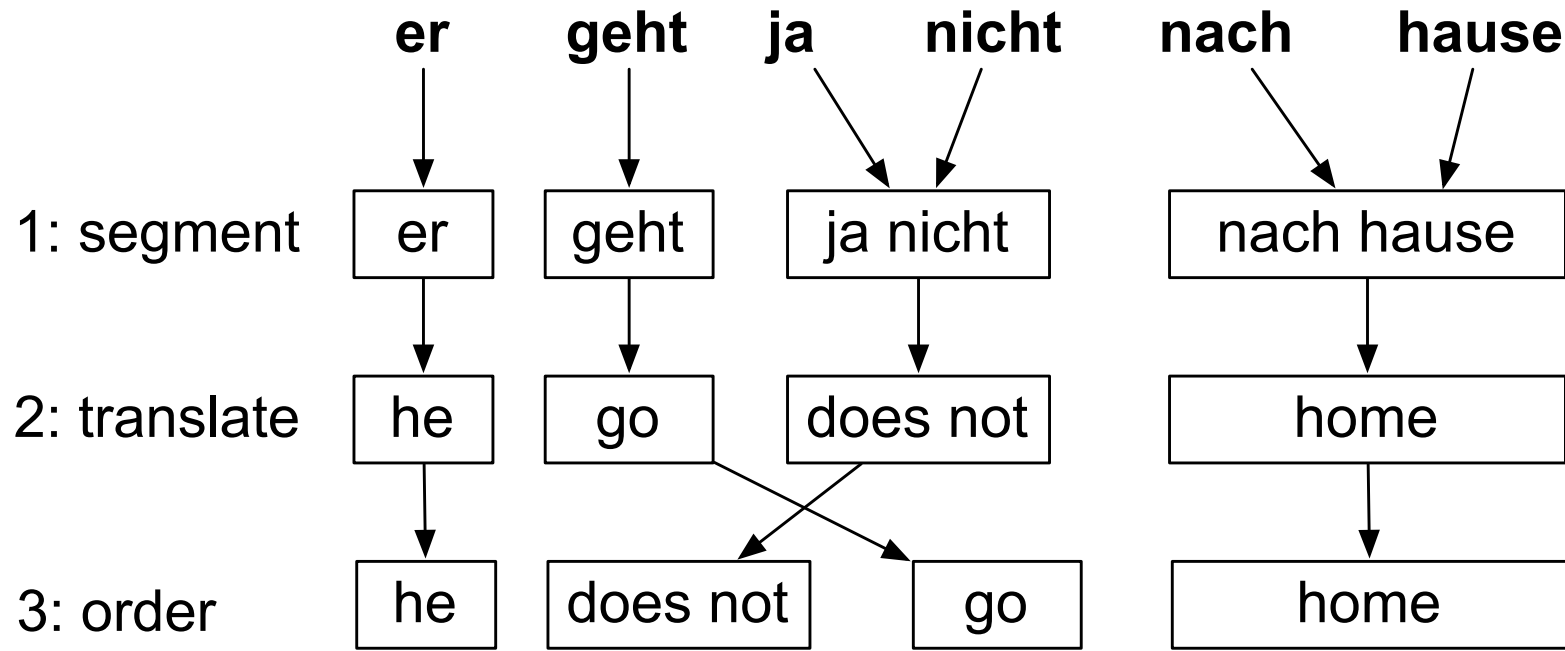 er geht ja nicht nach hause
1: segment er geht ja nicht nach hause
2: translate he go does not home
3: order he does not go home